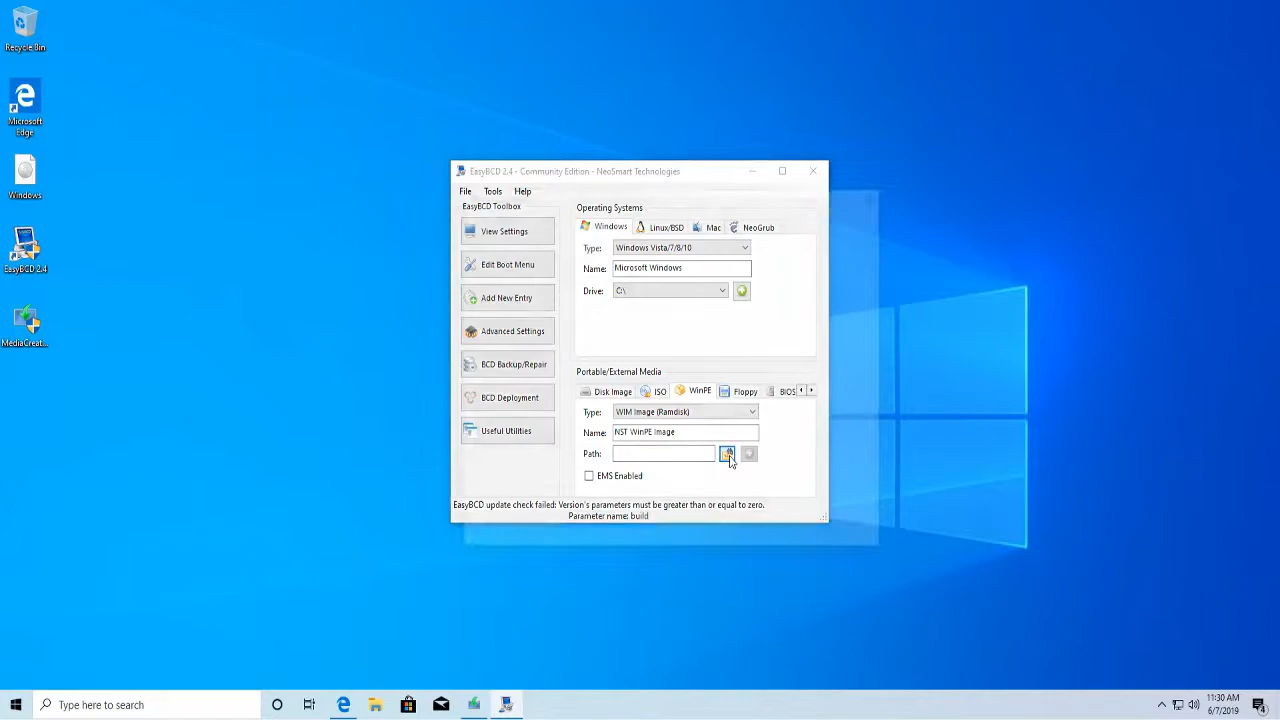 Recycle Bin
Microsoft
Edge
Windows
EasyBCD 2.4
MediaCreat...
EasyBCD 2.4 - Community Edition - NeoSmart Technologies
File Tools Help
EasyBCD Toolbox
View Settings
Edit Boot Menu
Add New Entry
Advanced Settings
BCD Backup/Repair
BCD Deployment
Useful Utilities
Operating Systems
Windows Linux/BSD Mac NeoGrub
Type: Windows Vista/7/8/10
Name: Microsoft Windows
Drive: C:\
Portable/External Media
Disk Image ISO WinPE Floppy BIOS
Type: WIM Image (Ramdisk)
Name: NST WinPE Image
Path:
EMS Enabled
EasyBCD update check failed: Version's parameters must be greater than or equal to zero.
Parameter name: build
Type here to search
11:30 AM
6/7/2019
4